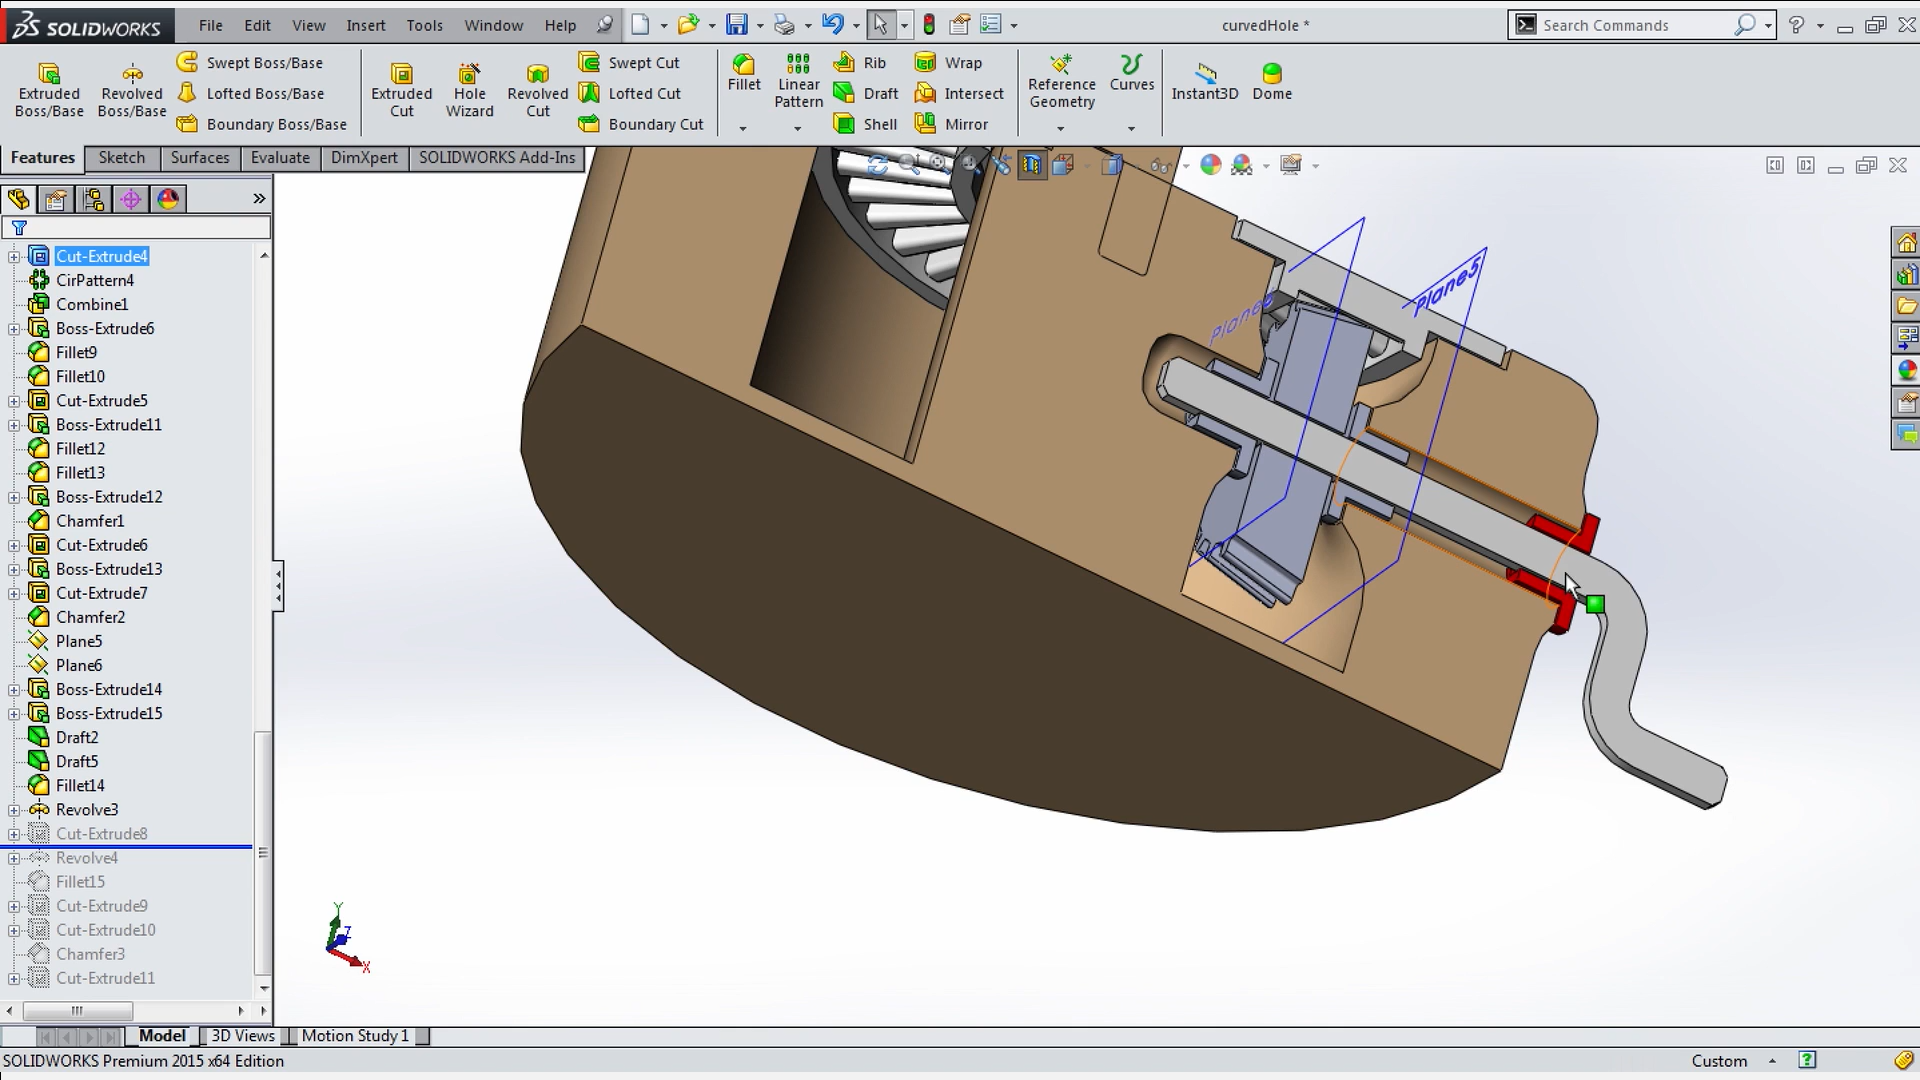 SOLIDWORKS File Edit View Insert Tools Window Help curvedHole * Search Commands
Extruded Boss/Base
Revolved Boss/Base
Swept Boss/Base
Lofted Boss/Base
Boundary Boss/Base
Extruded Cut
Hole Wizard
Revolved Cut
Swept Cut
Lofted Cut
Boundary Cut
Fillet
Linear Pattern
Rib
Draft
Shell
Wrap
Intersect
Mirror
Reference Geometry
Curves
Instant3D
Dome
Features Sketch Surfaces Evaluate DimXpert SOLIDWORKS Add-Ins
Cut-Extrude4
CirPattern4
Combine1
Boss-Extrude6
Fillet9
Fillet10
Cut-Extrude5
Boss-Extrude11
Fillet12
Fillet13
Boss-Extrude12
Chamfer1
Cut-Extrude6
Boss-Extrude13
Cut-Extrude7
Chamfer2
Plane5
Plane6
Boss-Extrude14
Boss-Extrude15
Draft2
Draft5
Fillet14
Revolve3
Cut-Extrude8
Revolve4
Fillet15
Cut-Extrude9
Cut-Extrude10
Chamfer3
Cut-Extrude11
Plane5
Y
Z
X
Model 3D Views Motion Study 1
SOLIDWORKS Premium 2015 x64 Edition Custom